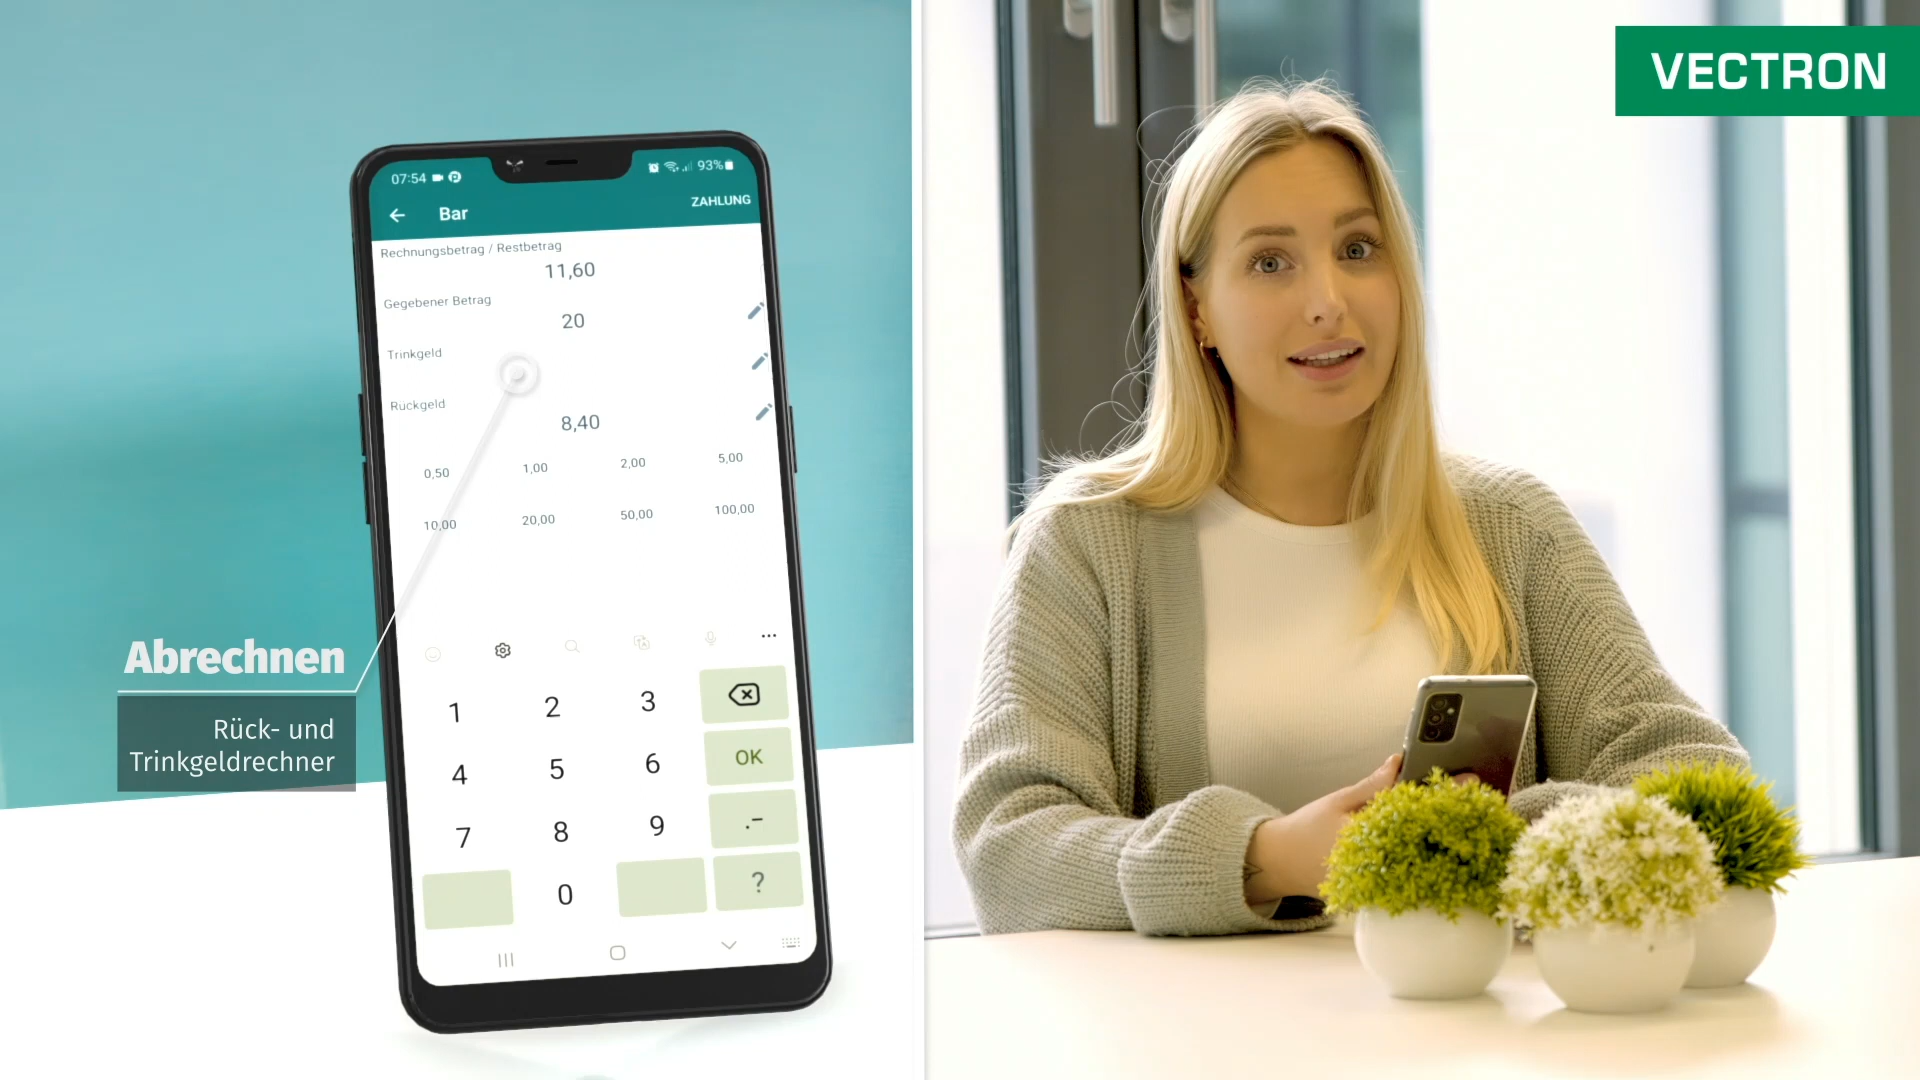 VECTRON
07:54
93%
Bar
ZAHLUNG
Rechnungsbetrag / Restbetrag
11,60
Gegebener Betrag
20
Trinkgeld
Rückgeld
8,40
0,50 1,00 2,00 5,00
10,00 20,00 50,00 100,00
Abrechnen
Rück- und
Trinkgeldrechner
1 2 3
4 5 6 OK
7 8 9 .-
0 ?